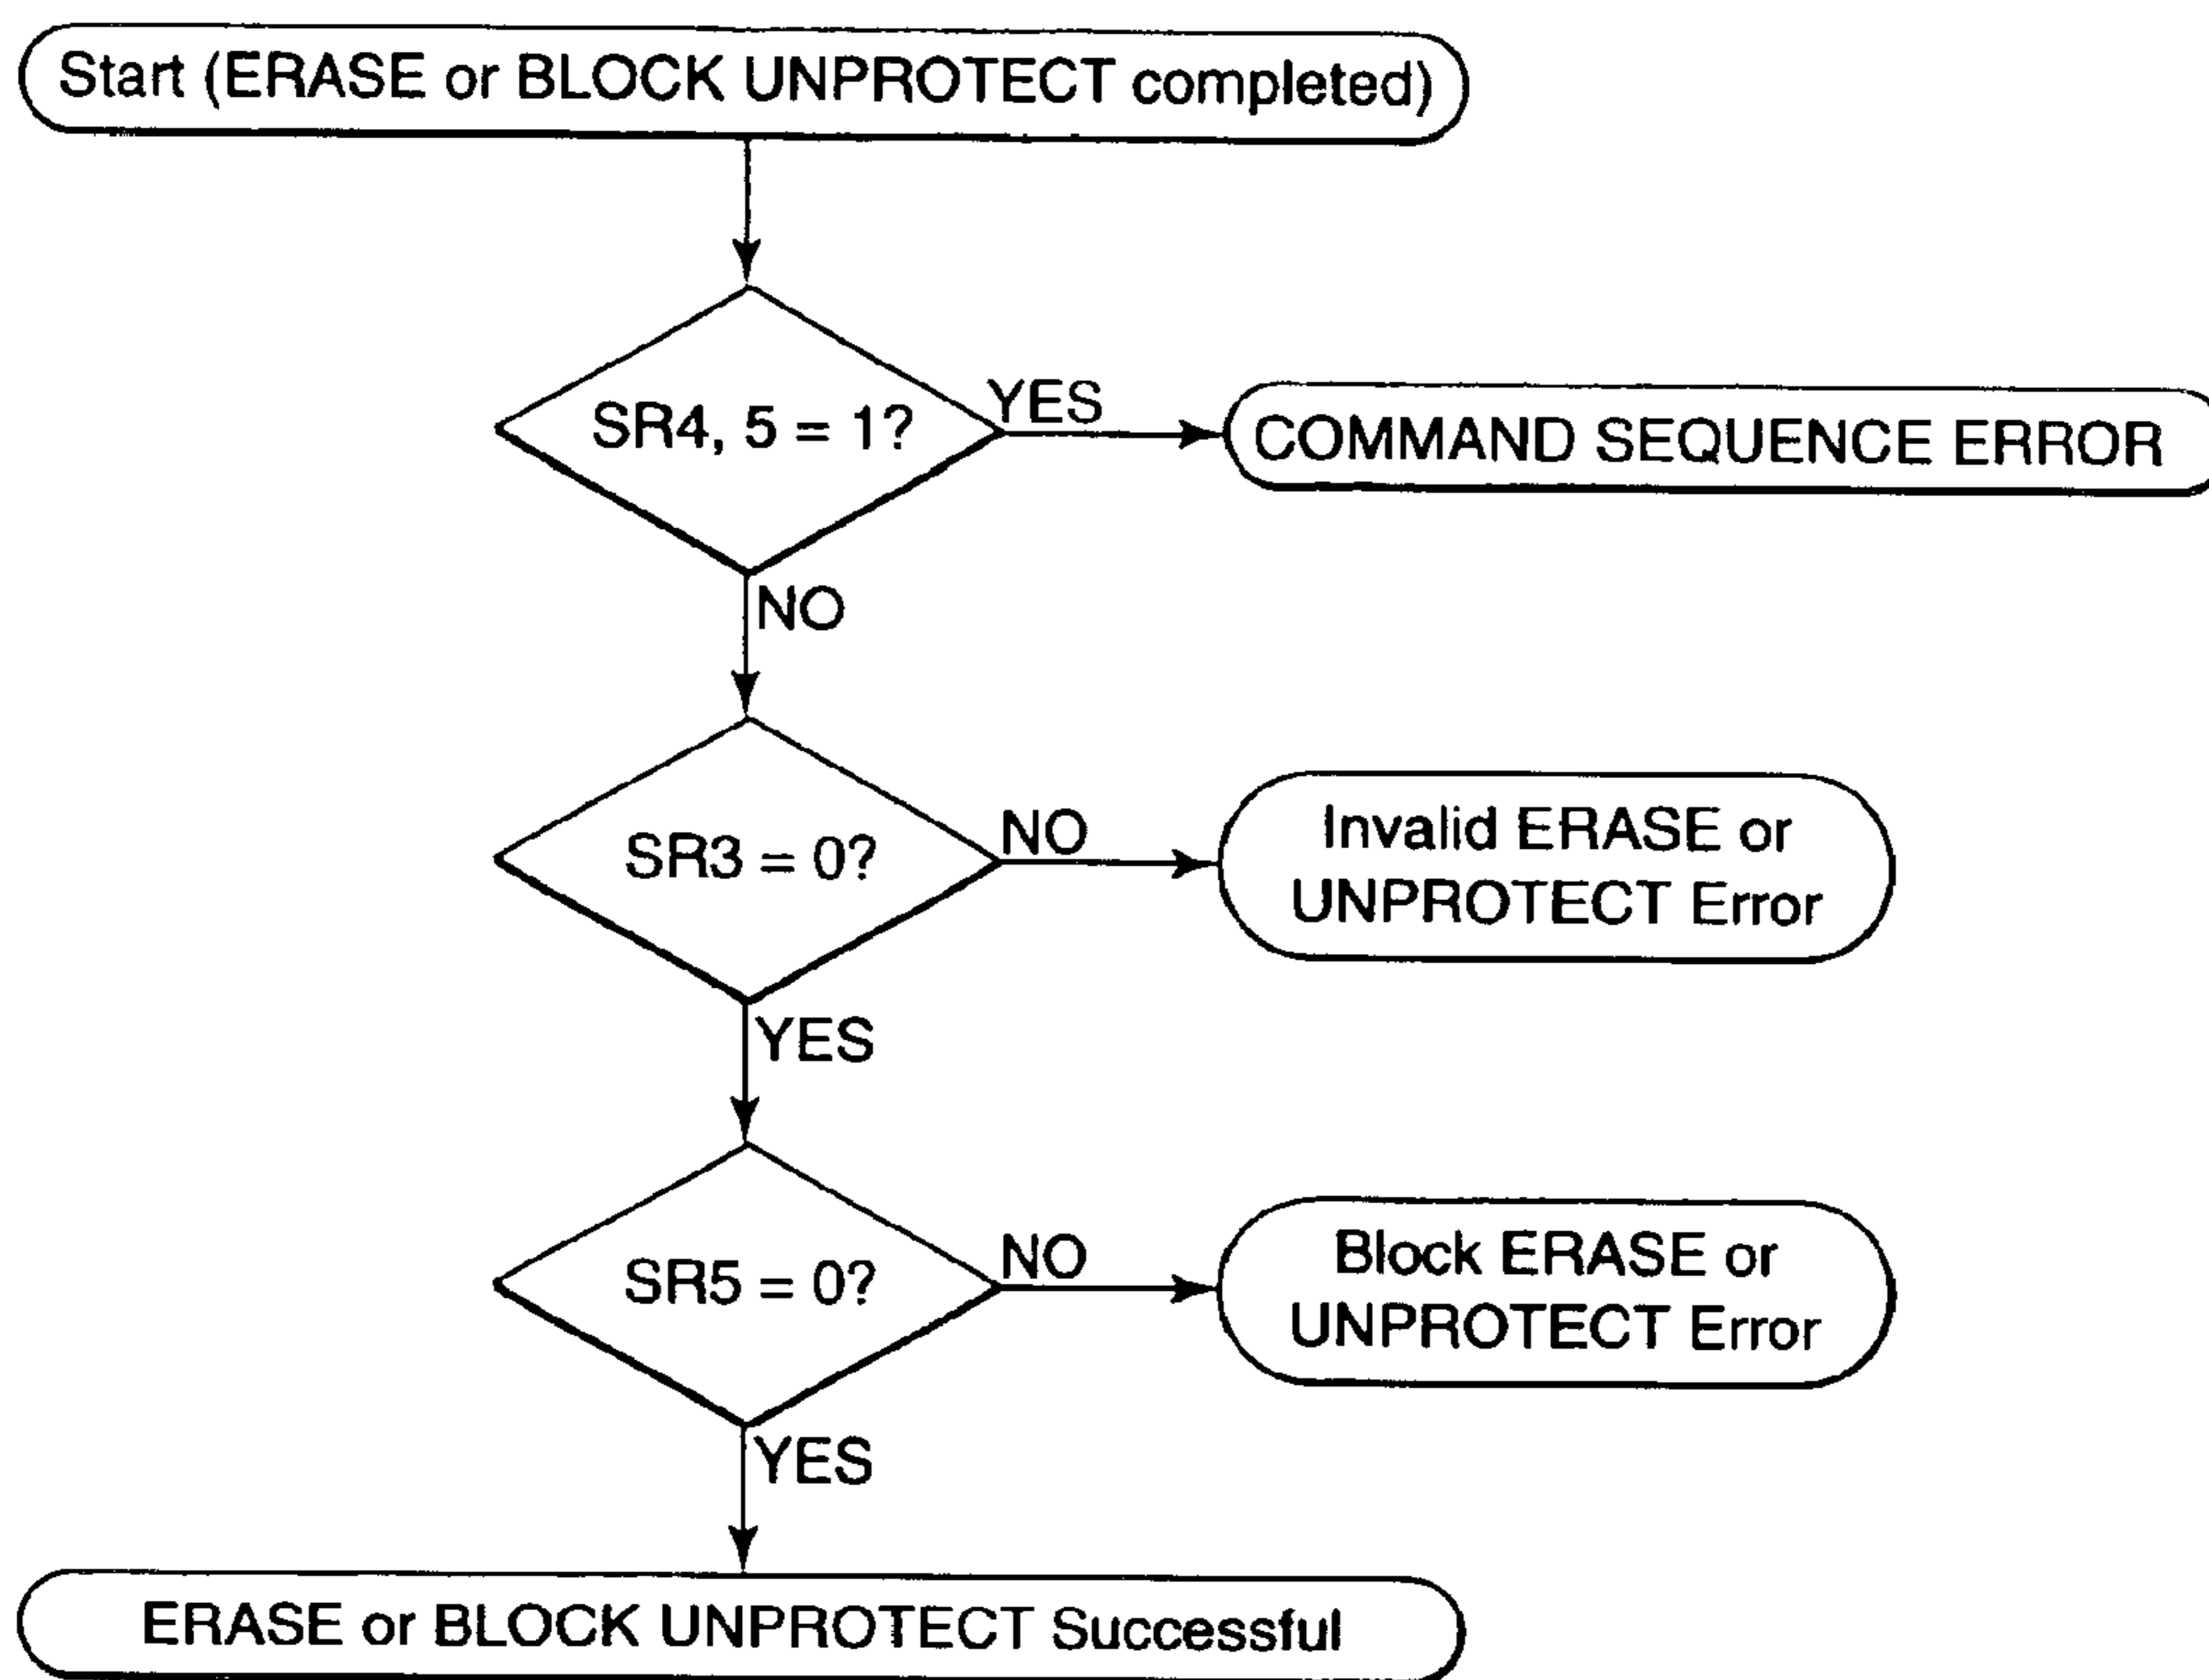 Start (ERASE or BLOCK UNPROTECT completed)
SR4, 5 = 1?
YES
COMMAND SEQUENCE ERROR
NO
SR3 = 0?
NO
Invalid ERASE or
UNPROTECT Error
YES
SR5 = 0?
NO
Block ERASE or
UNPROTECT Error
YES
ERASE or BLOCK UNPROTECT Successful